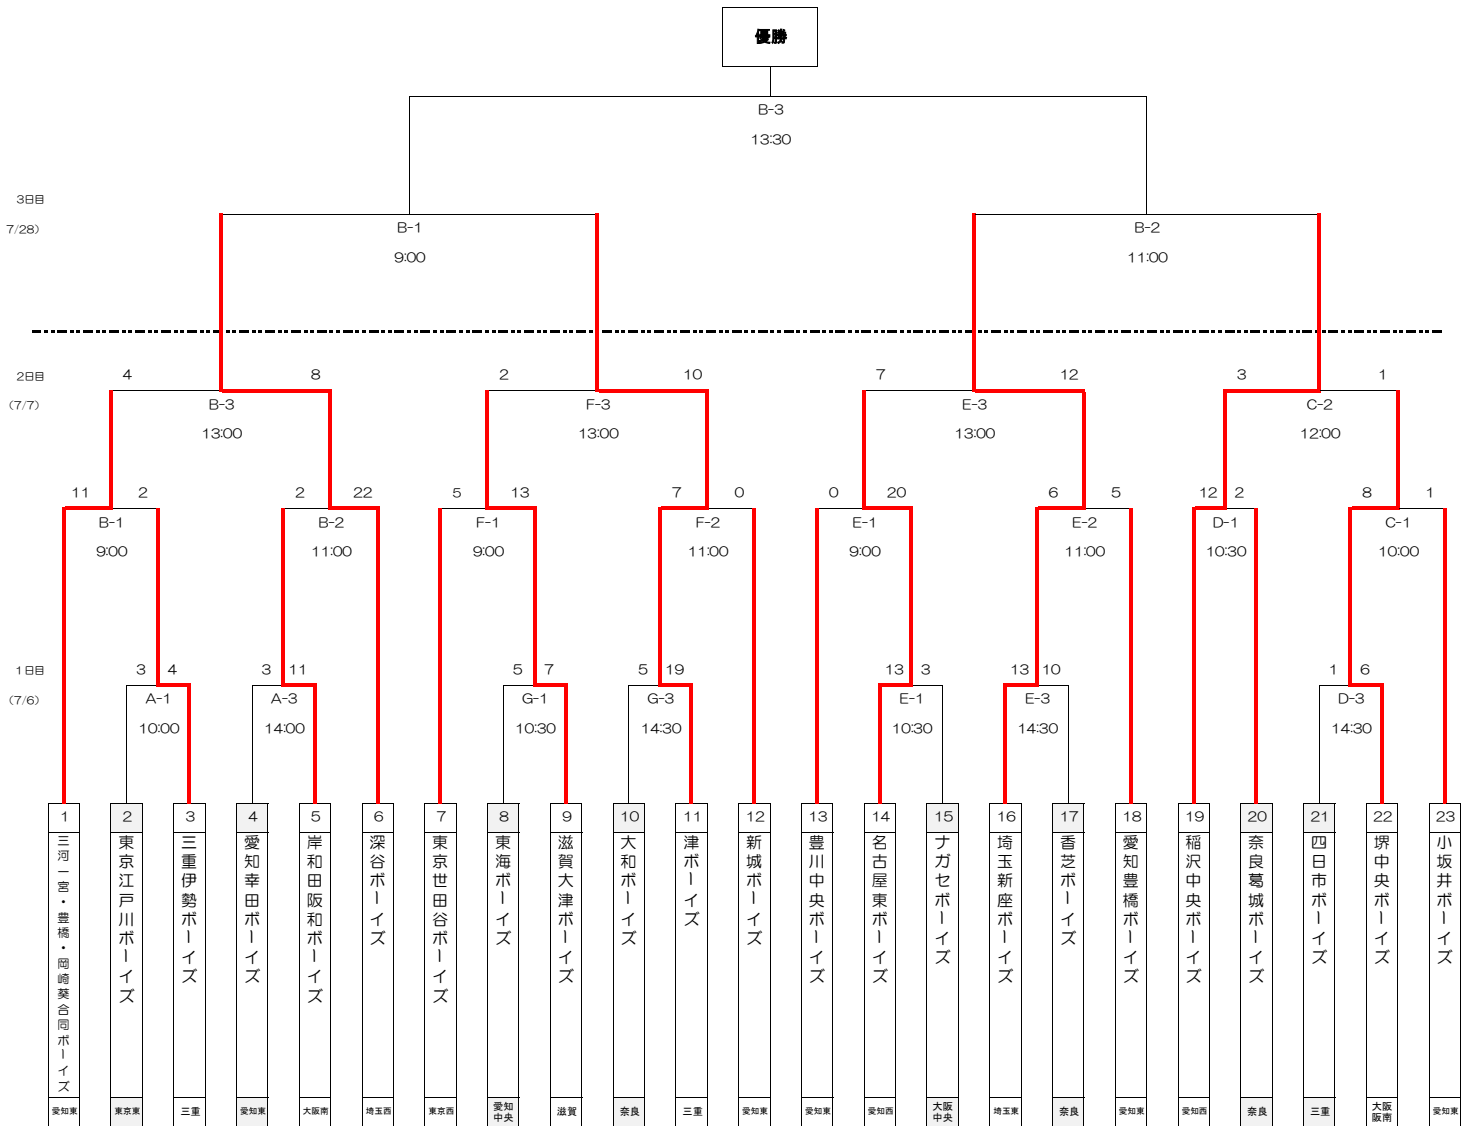 優勝
B-3
13:30
3日目
7/28）
B-1
B-2
9:00
11:00
2日目
4 8 2 10 7 12 3 1
（7/7）
B-3 F-3 E-3 C-2
13:00 13:00 13:00 12:00
11 2 2 22 5 13 7 0 0 20 6 5 12 2 8 1
B-1 B-2 F-1 F-2 E-1 E-2 D-1 C-1
9:00 11:00 9:00 11:00 9:00 11:00 10:30 10:00
1日目
3 4 3 11 5 7 5 19 13 3 13 10 1 6
（7/6）
A-1 A-3 G-1 G-3 E-1 E-3 D-3
10:00 14:00 10:30 14:30 10:30 14:30 14:30
1 2 3 4 5 6 7 8 9 10 11 12 13 14 15 16 17 18 19 20 21 22 23
三河一宮・豊橋・岡崎葵合同ボーイズ
東京江戸川ボーイズ
三重伊勢ボーイズ
愛知幸田ボーイズ
岸和田阪和ボーイズ
深谷ボーイズ
東京世田谷ボーイズ
東海ボーイズ
滋賀大津ボーイズ
大和ボーイズ
津ボーイズ
新城ボーイズ
豊川中央ボーイズ
名古屋東ボーイズ
ナガセボーイズ
埼玉新座ボーイズ
香芝ボーイズ
愛知豊橋ボーイズ
稲沢中央ボーイズ
奈良葛城ボーイズ
四日市ボーイズ
堺中央ボーイズ
小坂井ボーイズ
愛知東
東京東
三重
愛知東
大阪南
埼玉西
東京西
愛知
中央
滋賀
奈良
三重
愛知東
愛知東
愛知西
大阪
中央
埼玉東
奈良
愛知東
愛知西
奈良
三重
大阪
阪南
愛知東